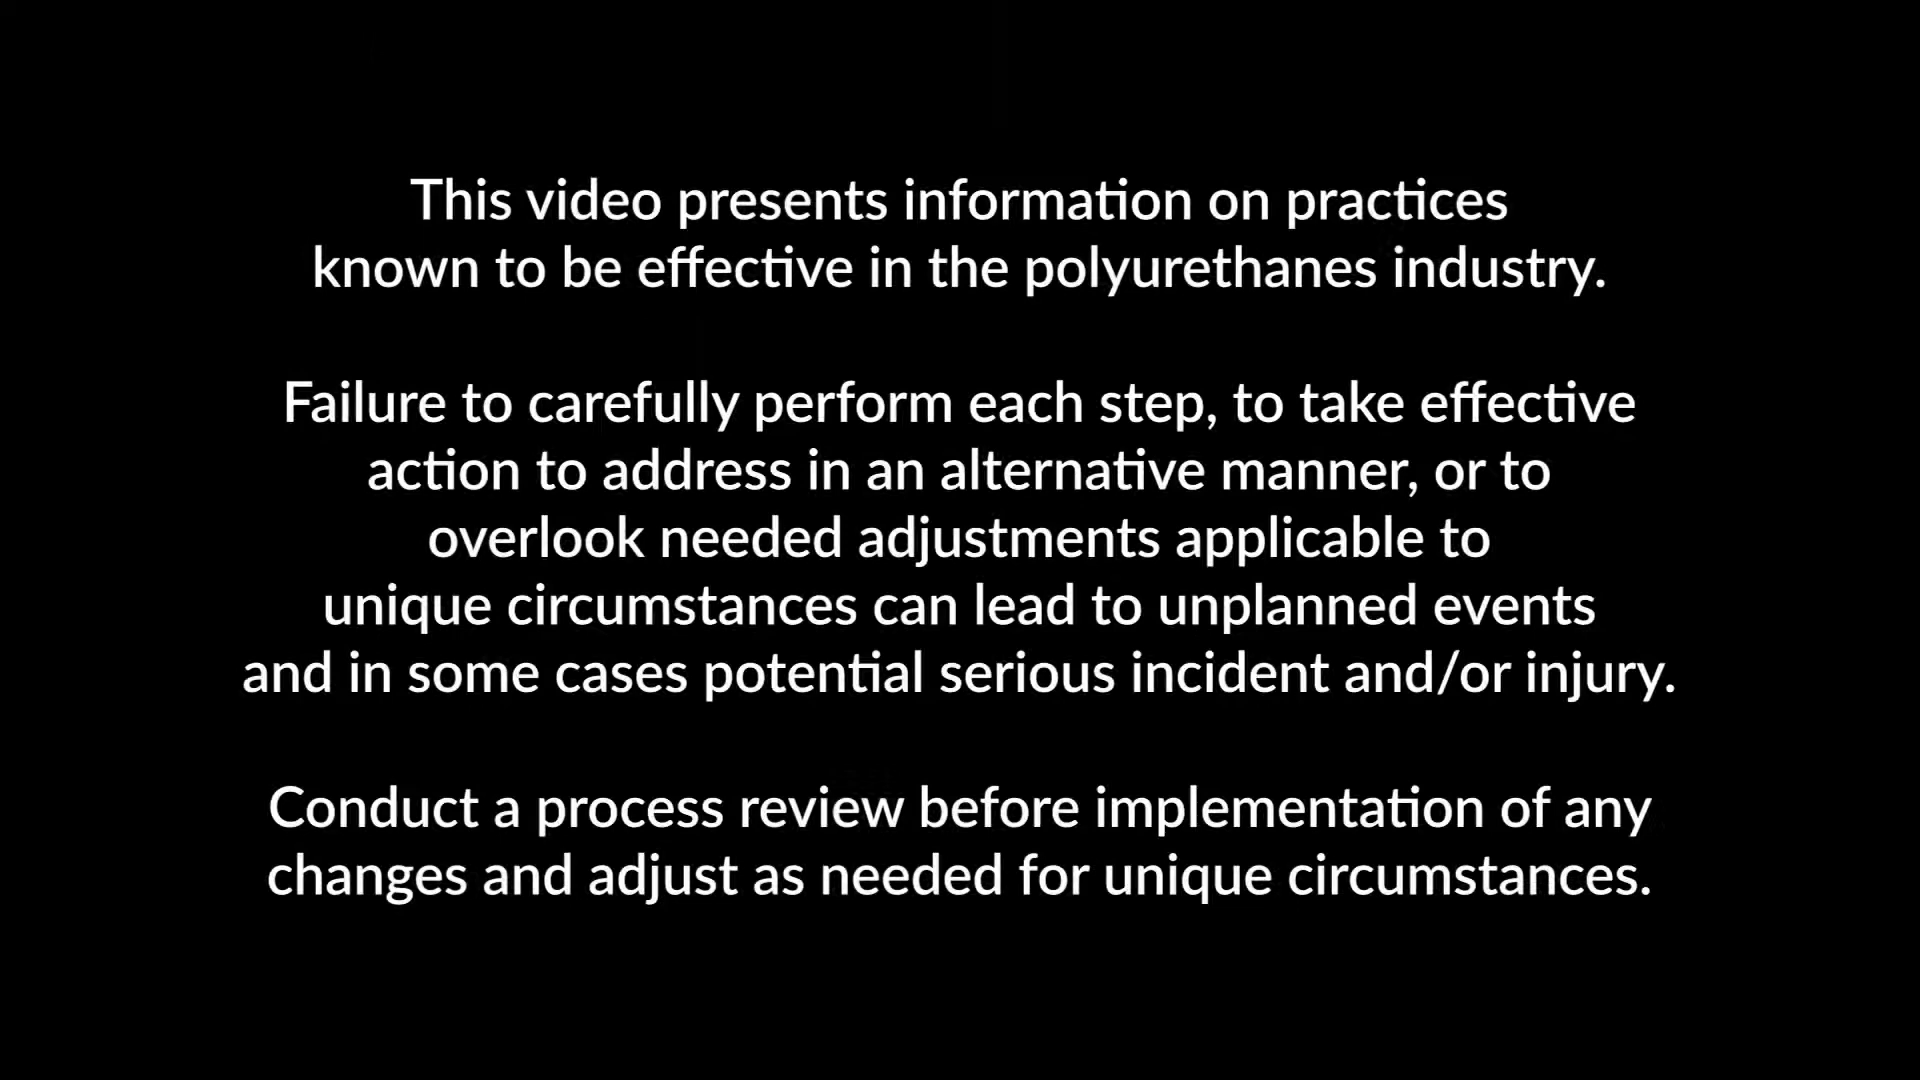 This video presents information on practices
known to be effective in the polyurethanes industry.
Failure to carefully perform each step, to take effective
action to address in an alternative manner, or to
overlook needed adjustments applicable to
unique circumstances can lead to unplanned events
and in some cases potential serious incident and/or injury.
Conduct a process review before implementation of any
changes and adjust as needed for unique circumstances.